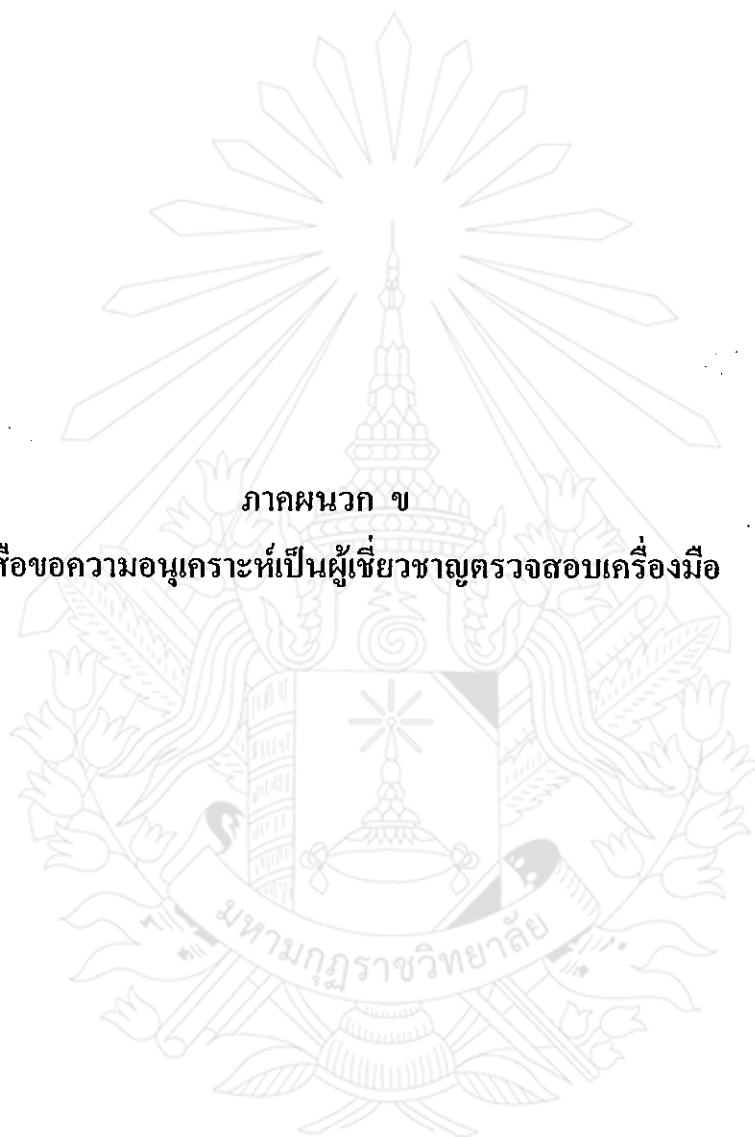 ภาคผนวก ข
สือขอความอนุเคราะห์เป็นผู้เชี่ยวชาญตรวจสอบเครื่องมือ
มหามกุฏราชวิทยาลัย